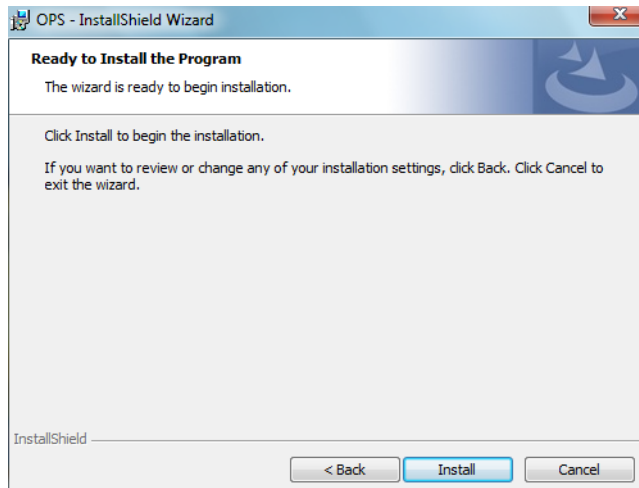 OPS - InstallShield Wizard
Ready to Install the Program
The wizard is ready to begin installation.
Click Install to begin the installation.
If you want to review or change any of your installation settings, click Back. Click Cancel to
exit the wizard.
InstallShield
< Back Install Cancel